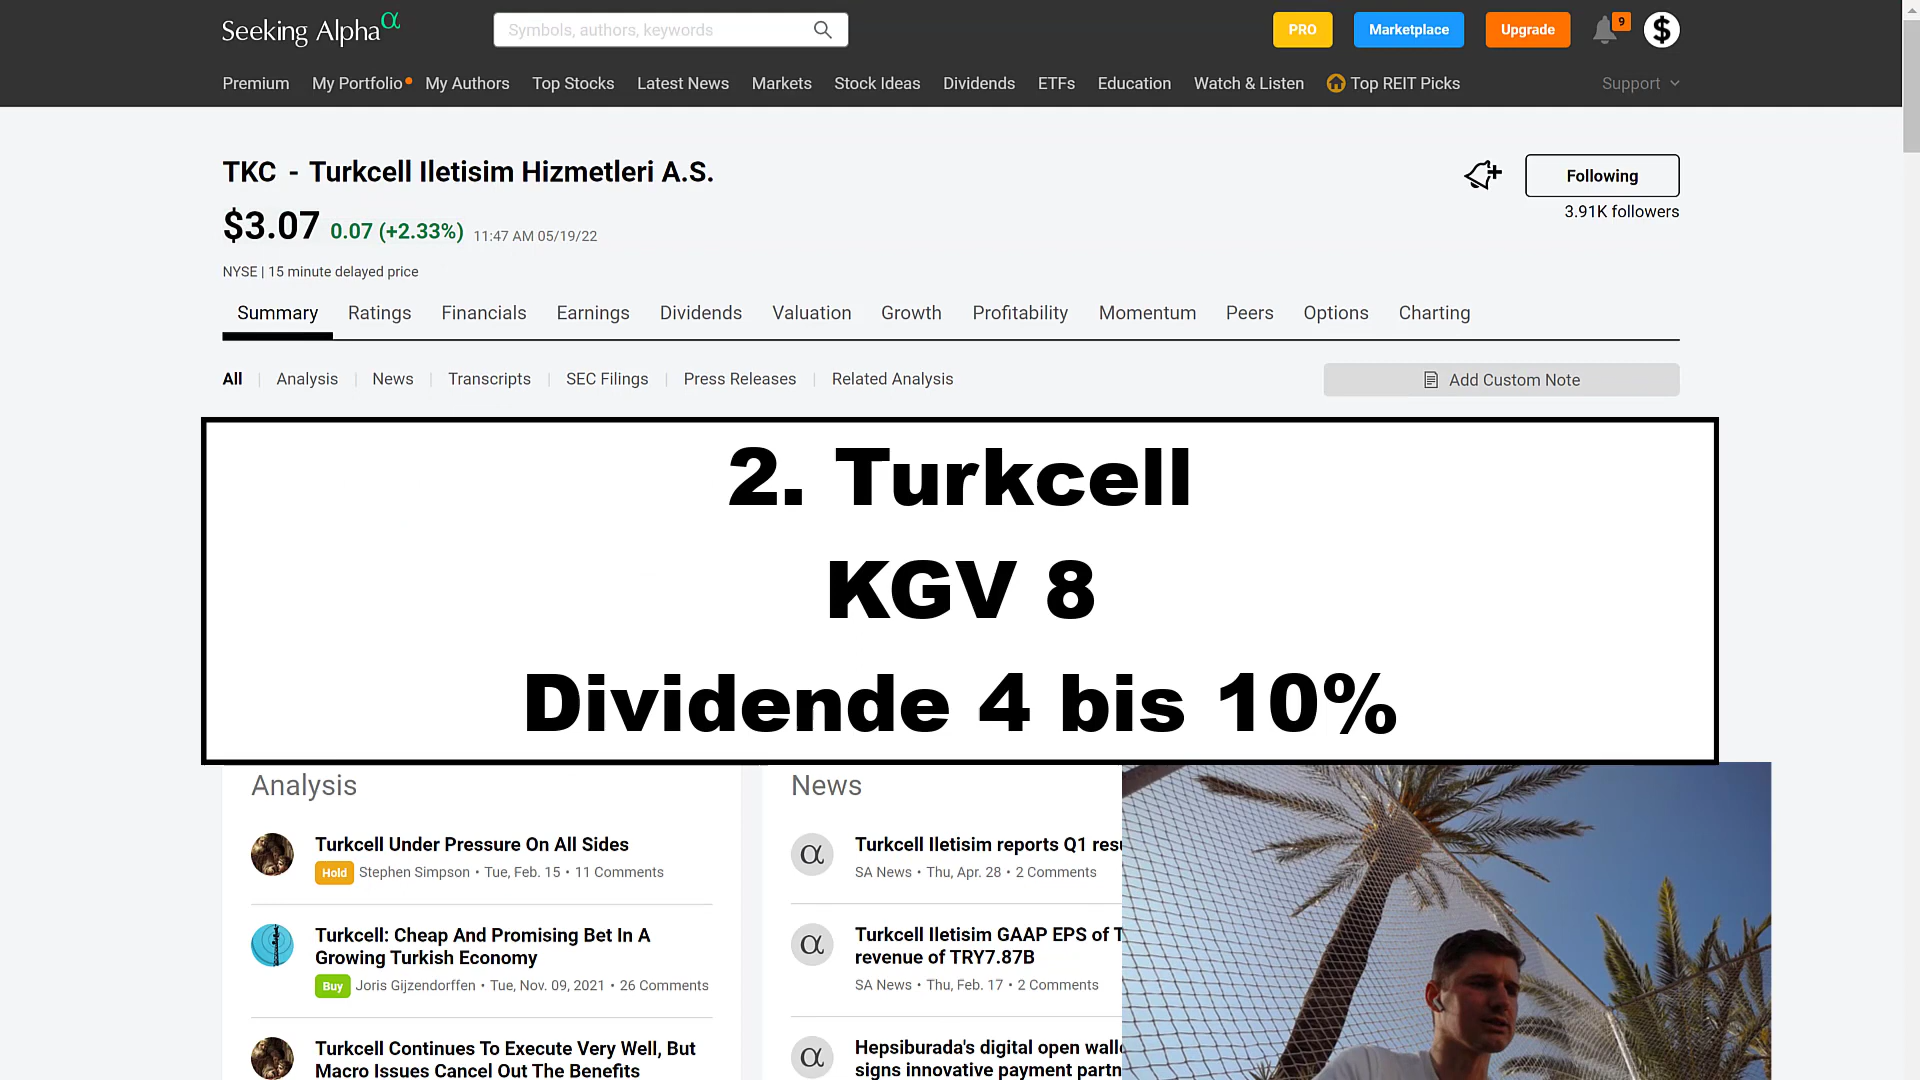 Seeking Alpha α
Symbols, authors, keywords
PRO
Marketplace
Upgrade
9
$
Premium My Portfolio My Authors Top Stocks Latest News Markets Stock Ideas Dividends ETFs Education Watch & Listen Top REIT Picks Support
TKC - Turkcell Iletisim Hizmetleri A.S.
Following
$3.07 0.07 (+2.33%) 11:47 AM 05/19/22
3.91K followers
NYSE | 15 minute delayed price
Summary Ratings Financials Earnings Dividends Valuation Growth Profitability Momentum Peers Options Charting
All | Analysis | News | Transcripts | SEC Filings | Press Releases | Related Analysis
Add Custom Note
2. Turkcell
KGV 8
Dividende 4 bis 10%
Analysis
Turkcell Under Pressure On All Sides
Hold Stephen Simpson • Tue, Feb. 15 • 11 Comments
Turkcell: Cheap And Promising Bet In A
Growing Turkish Economy
Buy Joris Gijzendorffen • Tue, Nov. 09, 2021 • 26 Comments
Turkcell Continues To Execute Very Well, But
Macro Issues Cancel Out The Benefits
News
α
Turkcell Iletisim reports Q1
SA News • Thu, Apr. 28 • 2 Comments
α
Turkcell Iletisim GAAP EPS of
revenue of TRY7.87B
SA News • Thu, Feb. 17 • 2 Comments
α
Hepsiburada's digital open
signs innovative payment